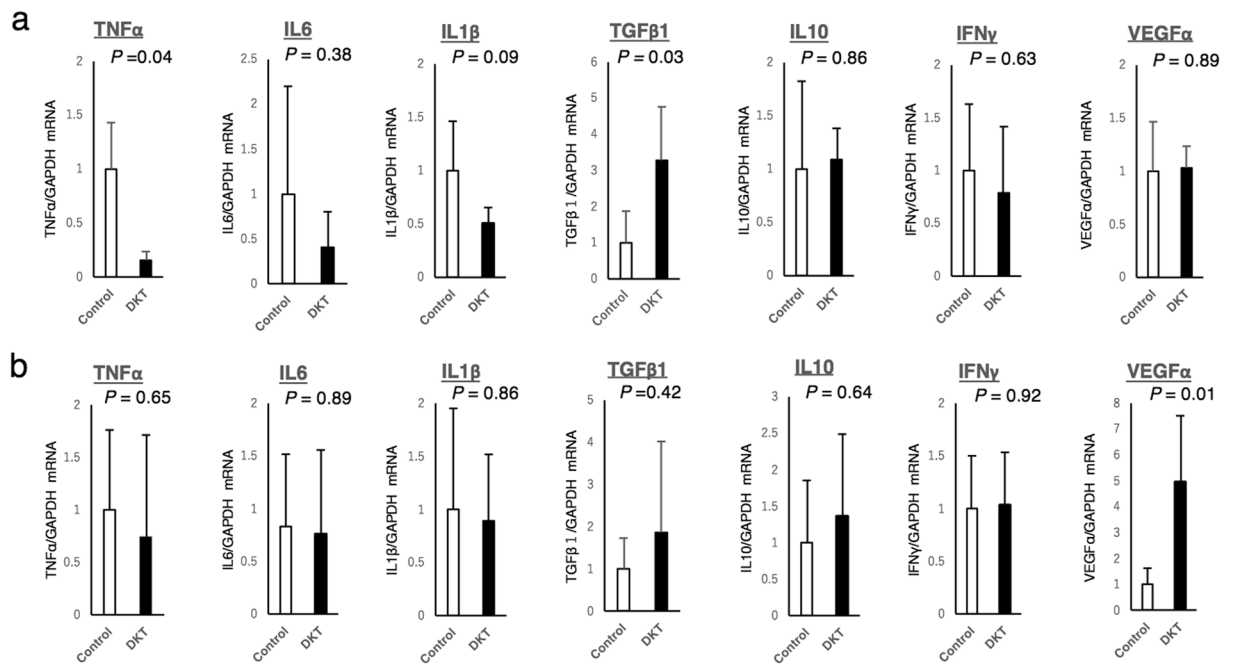 a
TNFα
P =0.04
TNFα/GAPDH mRNA
2
1.5
1
0.5
0
Control
DKT
IL6
P = 0.38
IL6/GAPDH mRNA
2.5
2
1.5
1
0.5
0
Control
DKT
IL1β
P = 0.09
IL1β/GAPDH mRNA
2
1.5
1
0.5
0
Control
DKT
TGFβ1
P = 0.03
TGFβ1/GAPDH mRNA
6
5
4
3
2
1
0
Control
DKT
IL10
P = 0.86
IL10/GAPDH mRNA
2
1.5
1
0.5
0
Control
DKT
IFNγ
P = 0.63
IFNγ/GAPDH mRNA
2
1.5
1
0.5
0
Control
DKT
VEGFα
P = 0.89
VEGFα/GAPDH mRNA
2
1.5
1
0.5
0
Control
DKT
b
TNFα
P = 0.65
TNFα/GAPDH mRNA
2
1.5
1
0.5
0
Control
DKT
IL6
P = 0.89
IL6/GAPDH mRNA
2
1.5
1
0.5
0
Control
DKT
IL1β
P = 0.86
IL1β/GAPDH mRNA
2
1.5
1
0.5
0
Control
DKT
TGFβ1
P =0.42
TGFβ1/GAPDH mRNA
5
4
3
2
1
0
Control
DKT
IL10
P = 0.64
IL10/GAPDH mRNA
3
2.5
2
1.5
1
0.5
0
Control
DKT
IFNγ
P = 0.92
IFNγ/GAPDH mRNA
2
1.5
1
0.5
0
Control
DKT
VEGFα
P = 0.01
VEGFα/GAPDH mRNA
8
7
6
5
4
3
2
1
0
Control
DKT